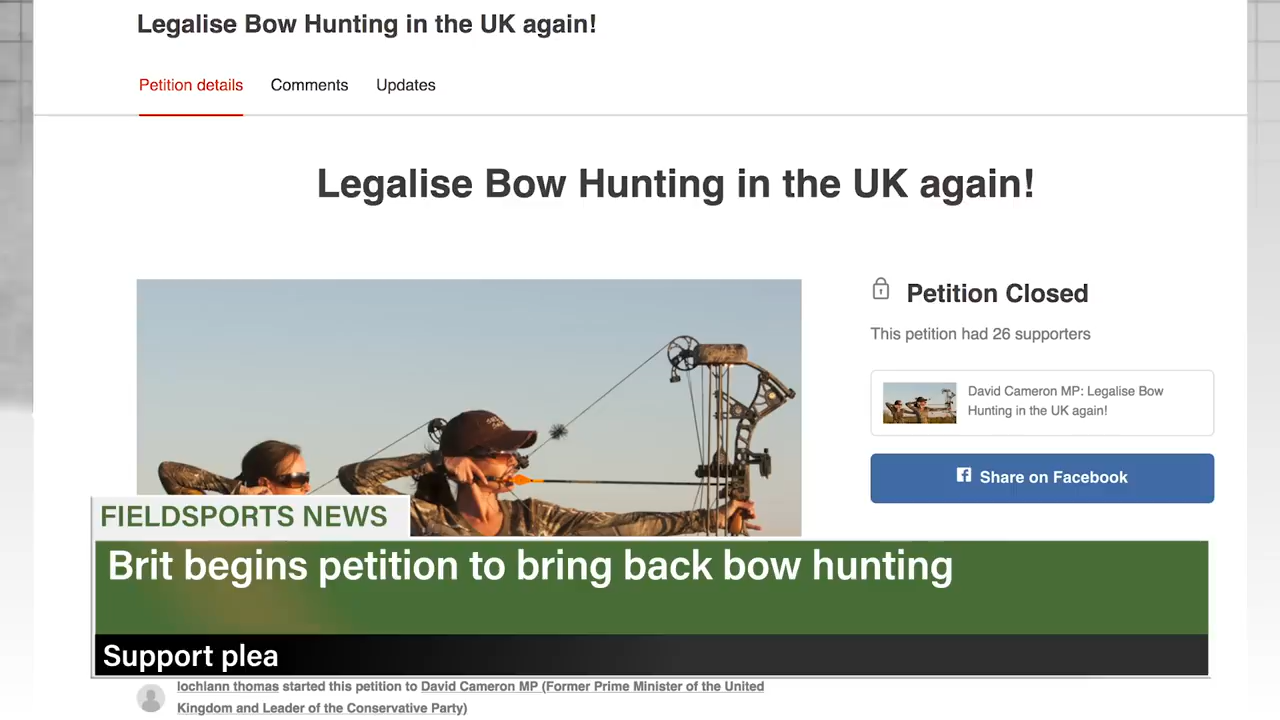 Legalise Bow Hunting in the UK again!
Petition details
Comments
Updates
Legalise Bow Hunting in the UK again!
Petition Closed
This petition had 26 supporters
David Cameron MP: Legalise Bow
Hunting in the UK again!
Share on Facebook
FIELDSPORTS NEWS
Brit begins petition to bring back bow hunting
Support plea
lochlann thomas started this petition to David Cameron MP (Former Prime Minister of the United
Kingdom and Leader of the Conservative Party)